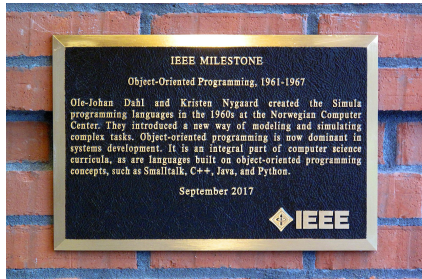 IEEE MILESTONE
Object-Oriented Programming, 1961-1967
Ole-Johan Dahl and Kristen Nygaard created the Simula
programming languages in the 1960s at the Norwegian Computer
Center. They introduced a new way of modeling and simulating
complex tasks. Object-oriented programming is now dominant in
systems development. It is an integral part of computer science
curricula, as are languages built on object-oriented programming
concepts, such as Smalltalk, C++, Java, and Python.
September 2017
IEEE